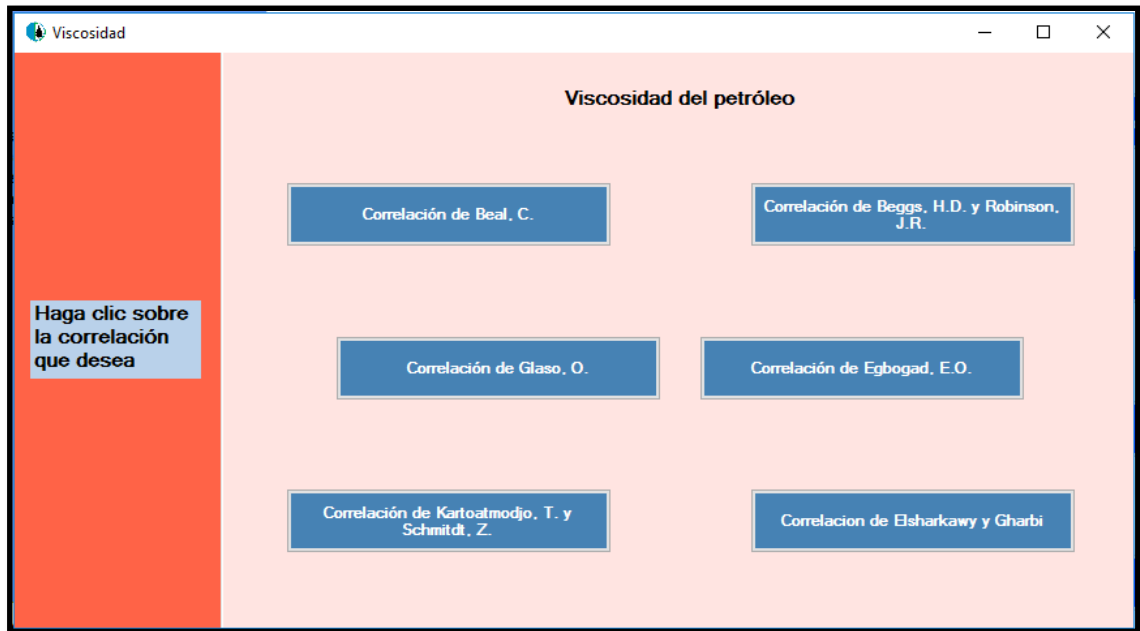 Viscosidad
Viscosidad del petróleo
Correlación de Beal, C.
Correlación de Beggs, H.D. y Robinson,
J.R.
Haga clic sobre
la correlación
que desea
Correlación de Glaso, O.
Correlación de Egbogad, E.O.
Correlación de Kartoatmodjo, T. y
Schmitdt, Z.
Correlacion de Elsharkawy y Gharbi